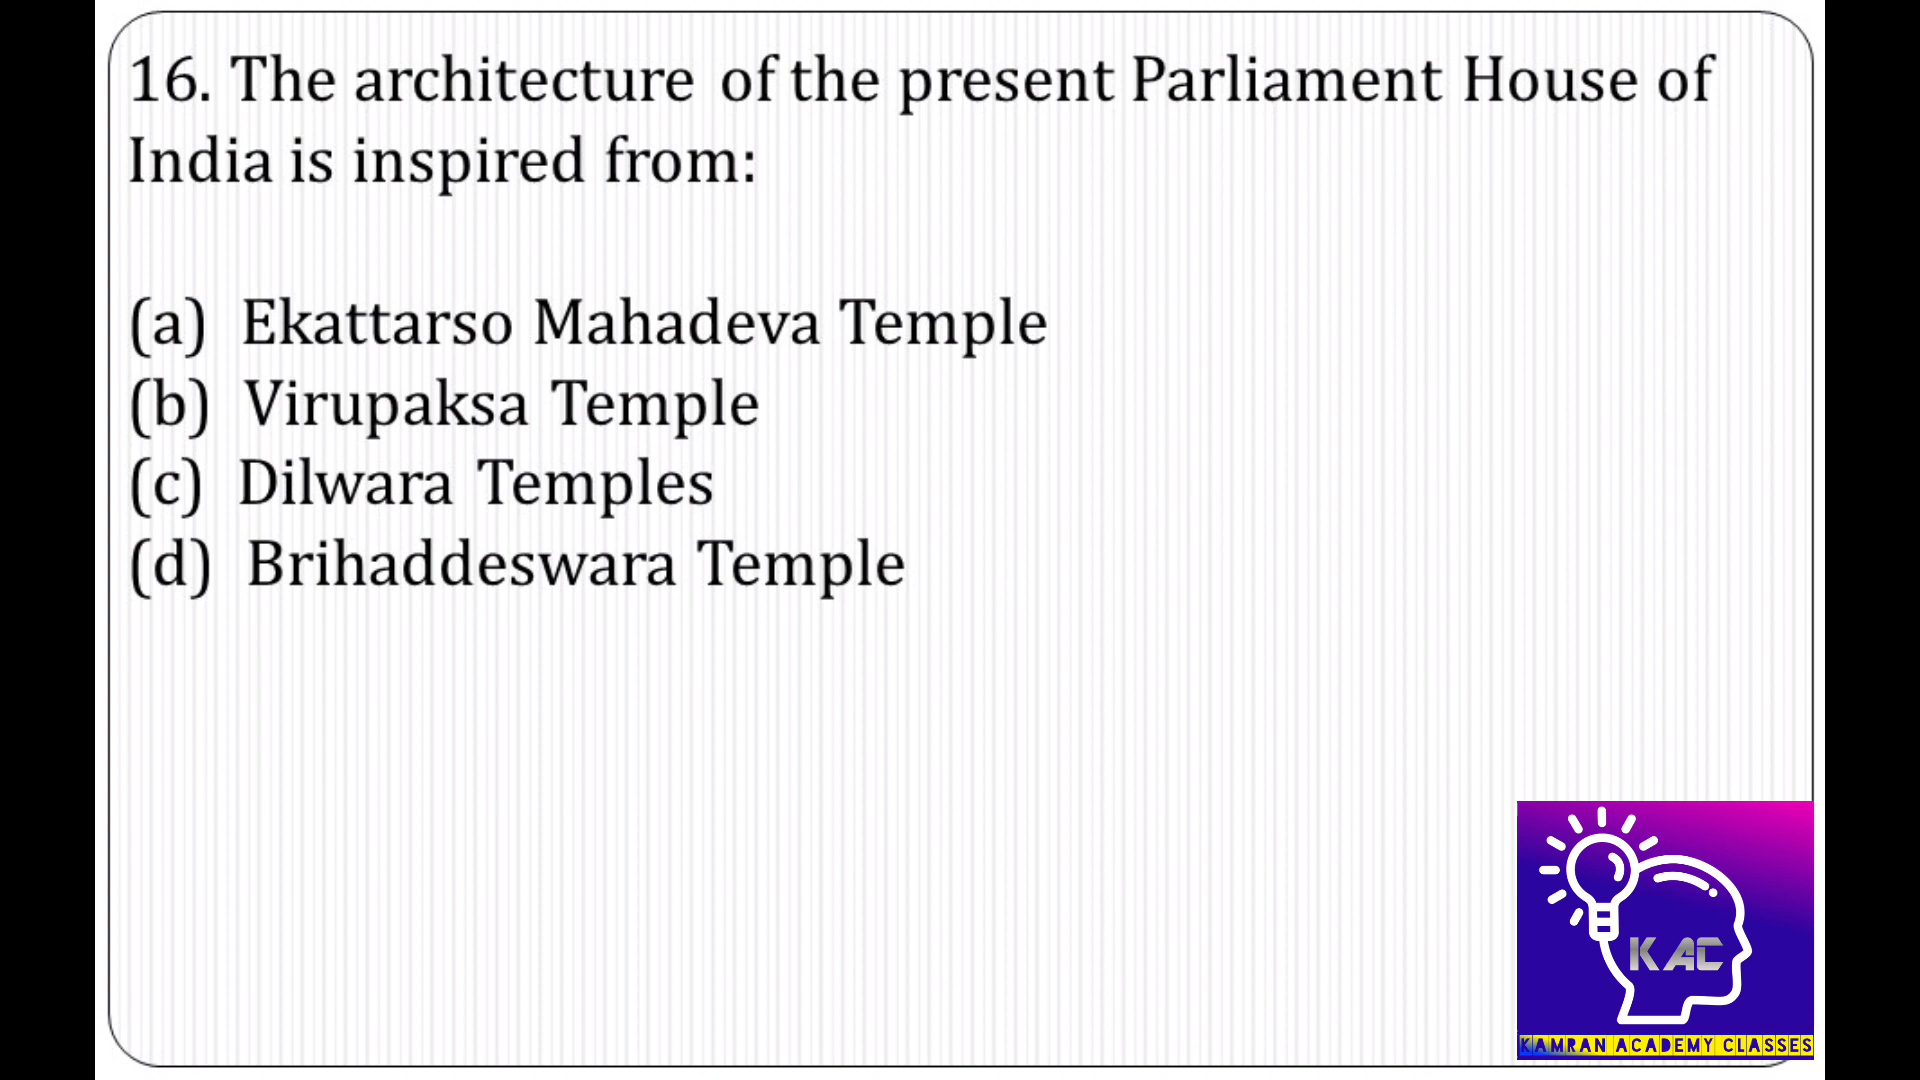 16. The architecture of the present Parliament House of
India is inspired from:
(a) Ekattarso Mahadeva Temple
(b) Virupaksa Temple
(c) Dilwara Temples
(d) Brihaddeswara Temple
KAC
KAMRAN ACADEMY CLASSES